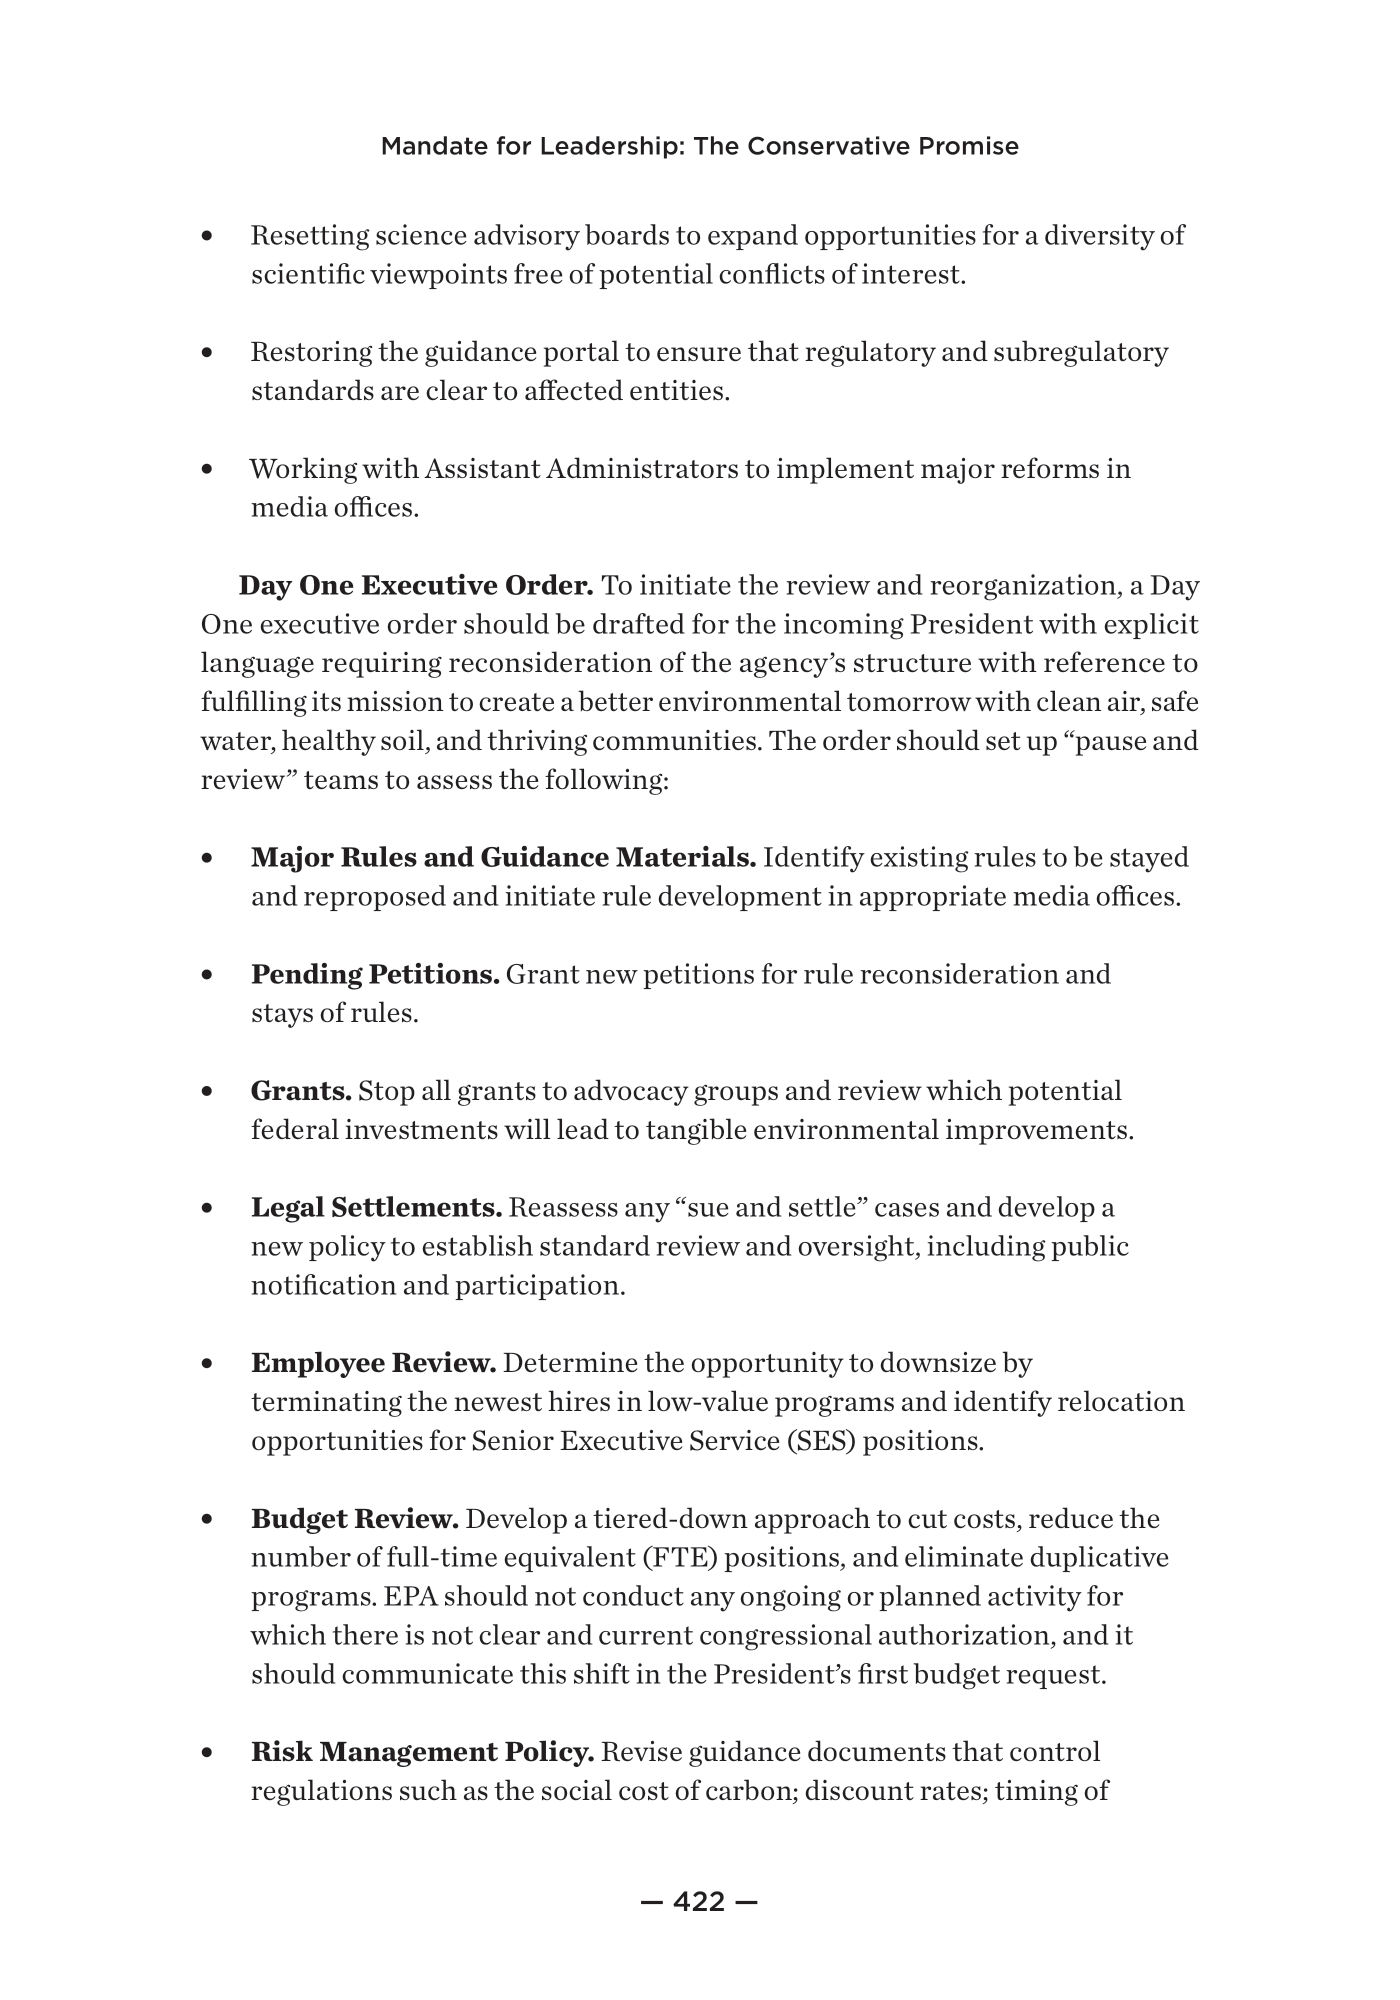 Mandate for Leadership: The Conservative Promise
• Resetting science advisory boards to expand opportunities for a diversity of
scientific viewpoints free of potential conflicts of interest.
• Restoring the guidance portal to ensure that regulatory and subregulatory
standards are clear to affected entities.
• Working with Assistant Administrators to implement major reforms in
media offices.
Day One Executive Order. To initiate the review and reorganization, a Day
One executive order should be drafted for the incoming President with explicit
language requiring reconsideration of the agency’s structure with reference to
fulfilling its mission to create a better environmental tomorrow with clean air, safe
water, healthy soil, and thriving communities. The order should set up “pause and
review” teams to assess the following:
• Major Rules and Guidance Materials. Identify existing rules to be stayed
and reproposed and initiate rule development in appropriate media offices.
• Pending Petitions. Grant new petitions for rule reconsideration and
stays of rules.
• Grants. Stop all grants to advocacy groups and review which potential
federal investments will lead to tangible environmental improvements.
• Legal Settlements. Reassess any “sue and settle” cases and develop a
new policy to establish standard review and oversight, including public
notification and participation.
• Employee Review. Determine the opportunity to downsize by
terminating the newest hires in low-value programs and identify relocation
opportunities for Senior Executive Service (SES) positions.
• Budget Review. Develop a tiered-down approach to cut costs, reduce the
number of full-time equivalent (FTE) positions, and eliminate duplicative
programs. EPA should not conduct any ongoing or planned activity for
which there is not clear and current congressional authorization, and it
should communicate this shift in the President’s first budget request.
• Risk Management Policy. Revise guidance documents that control
regulations such as the social cost of carbon; discount rates; timing of
— 422 —